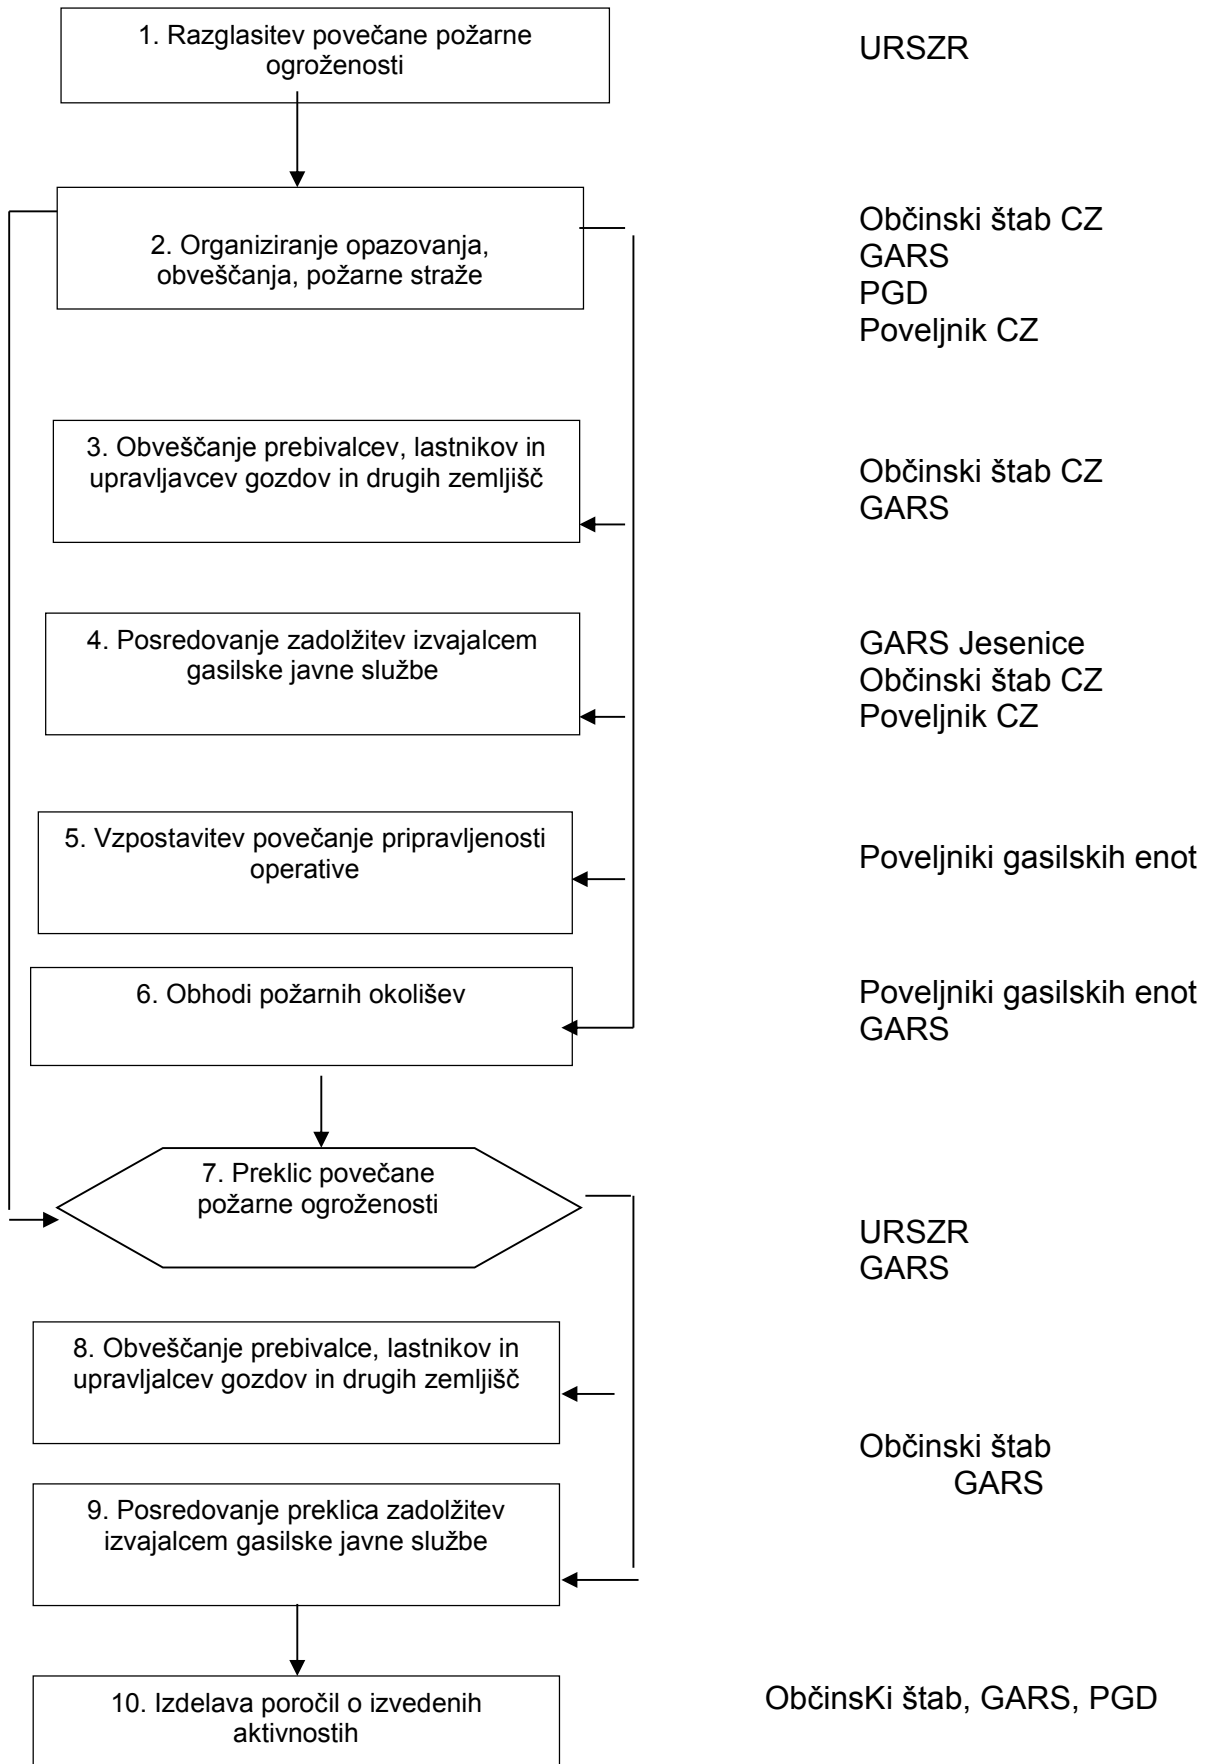 1. Razglasitev povečane požarne
ogroženosti
URSZR
2. Organiziranje opazovanja,
obveščanja, požarne straže
Občinski štab CZ
GARS
PGD
Poveljnik CZ
3. Obveščanje prebivalcev, lastnikov in
upravljavcev gozdov in drugih zemljišč
Občinski štab CZ
GARS
4. Posredovanje zadolžitev izvajalcem
gasilske javne službe
GARS Jesenice
Občinski štab CZ
Poveljnik CZ
5. Vzpostavitev povečanje pripravljenosti
operative
Poveljniki gasilskih enot
6. Obhodi požarnih okolišev
Poveljniki gasilskih enot
GARS
7. Preklic povečane
požarne ogroženosti
URSZR
GARS
8. Obveščanje prebivalce, lastnikov in
upravljalcev gozdov in drugih zemljišč
Občinski štab
GARS
9. Posredovanje preklica zadolžitev
izvajalcem gasilske javne službe
10. Izdelava poročil o izvedenih
aktivnostih
ObčinsKi štab, GARS, PGD